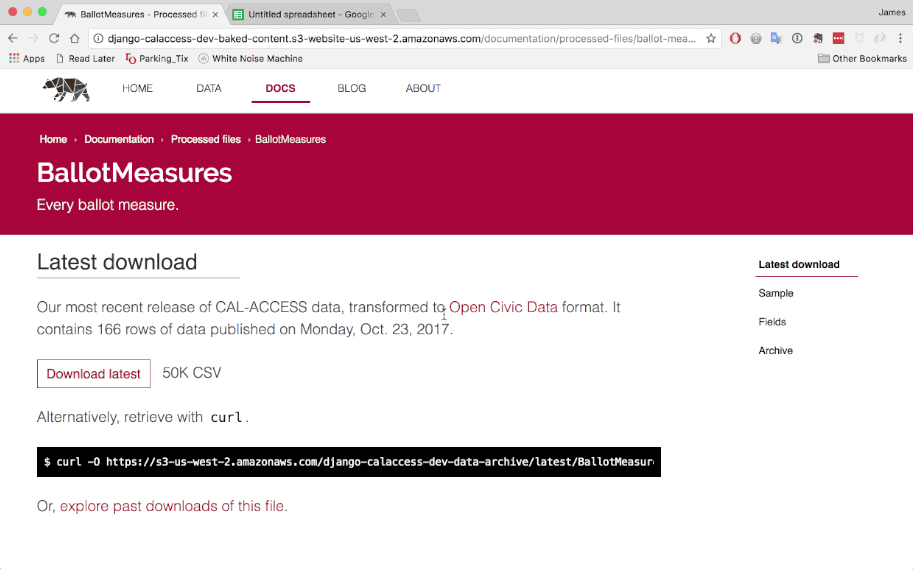 BallotMeasures - Processed fi
Untitled spreadsheet - Google
James
django-calaccess-dev-baked-content.s3-website-us-west-2.amazonaws.com/documentation/processed-files/ballot-mea...
Apps
Read Later
Parking_Tix
White Noise Machine
Other Bookmarks
HOME
DATA
DOCS
BLOG
ABOUT
Home › Documentation › Processed files › BallotMeasures
BallotMeasures
Every ballot measure.
Latest download
Our most recent release of CAL-ACCESS data, transformed to Open Civic Data format. It
contains 166 rows of data published on Monday, Oct. 23, 2017.
Download latest
50K CSV
Alternatively, retrieve with curl.
$ curl -O https://s3-us-west-2.amazonaws.com/django-calaccess-dev-data-archive/latest/BallotMeasur
Or, explore past downloads of this file.
Latest download
Sample
Fields
Archive